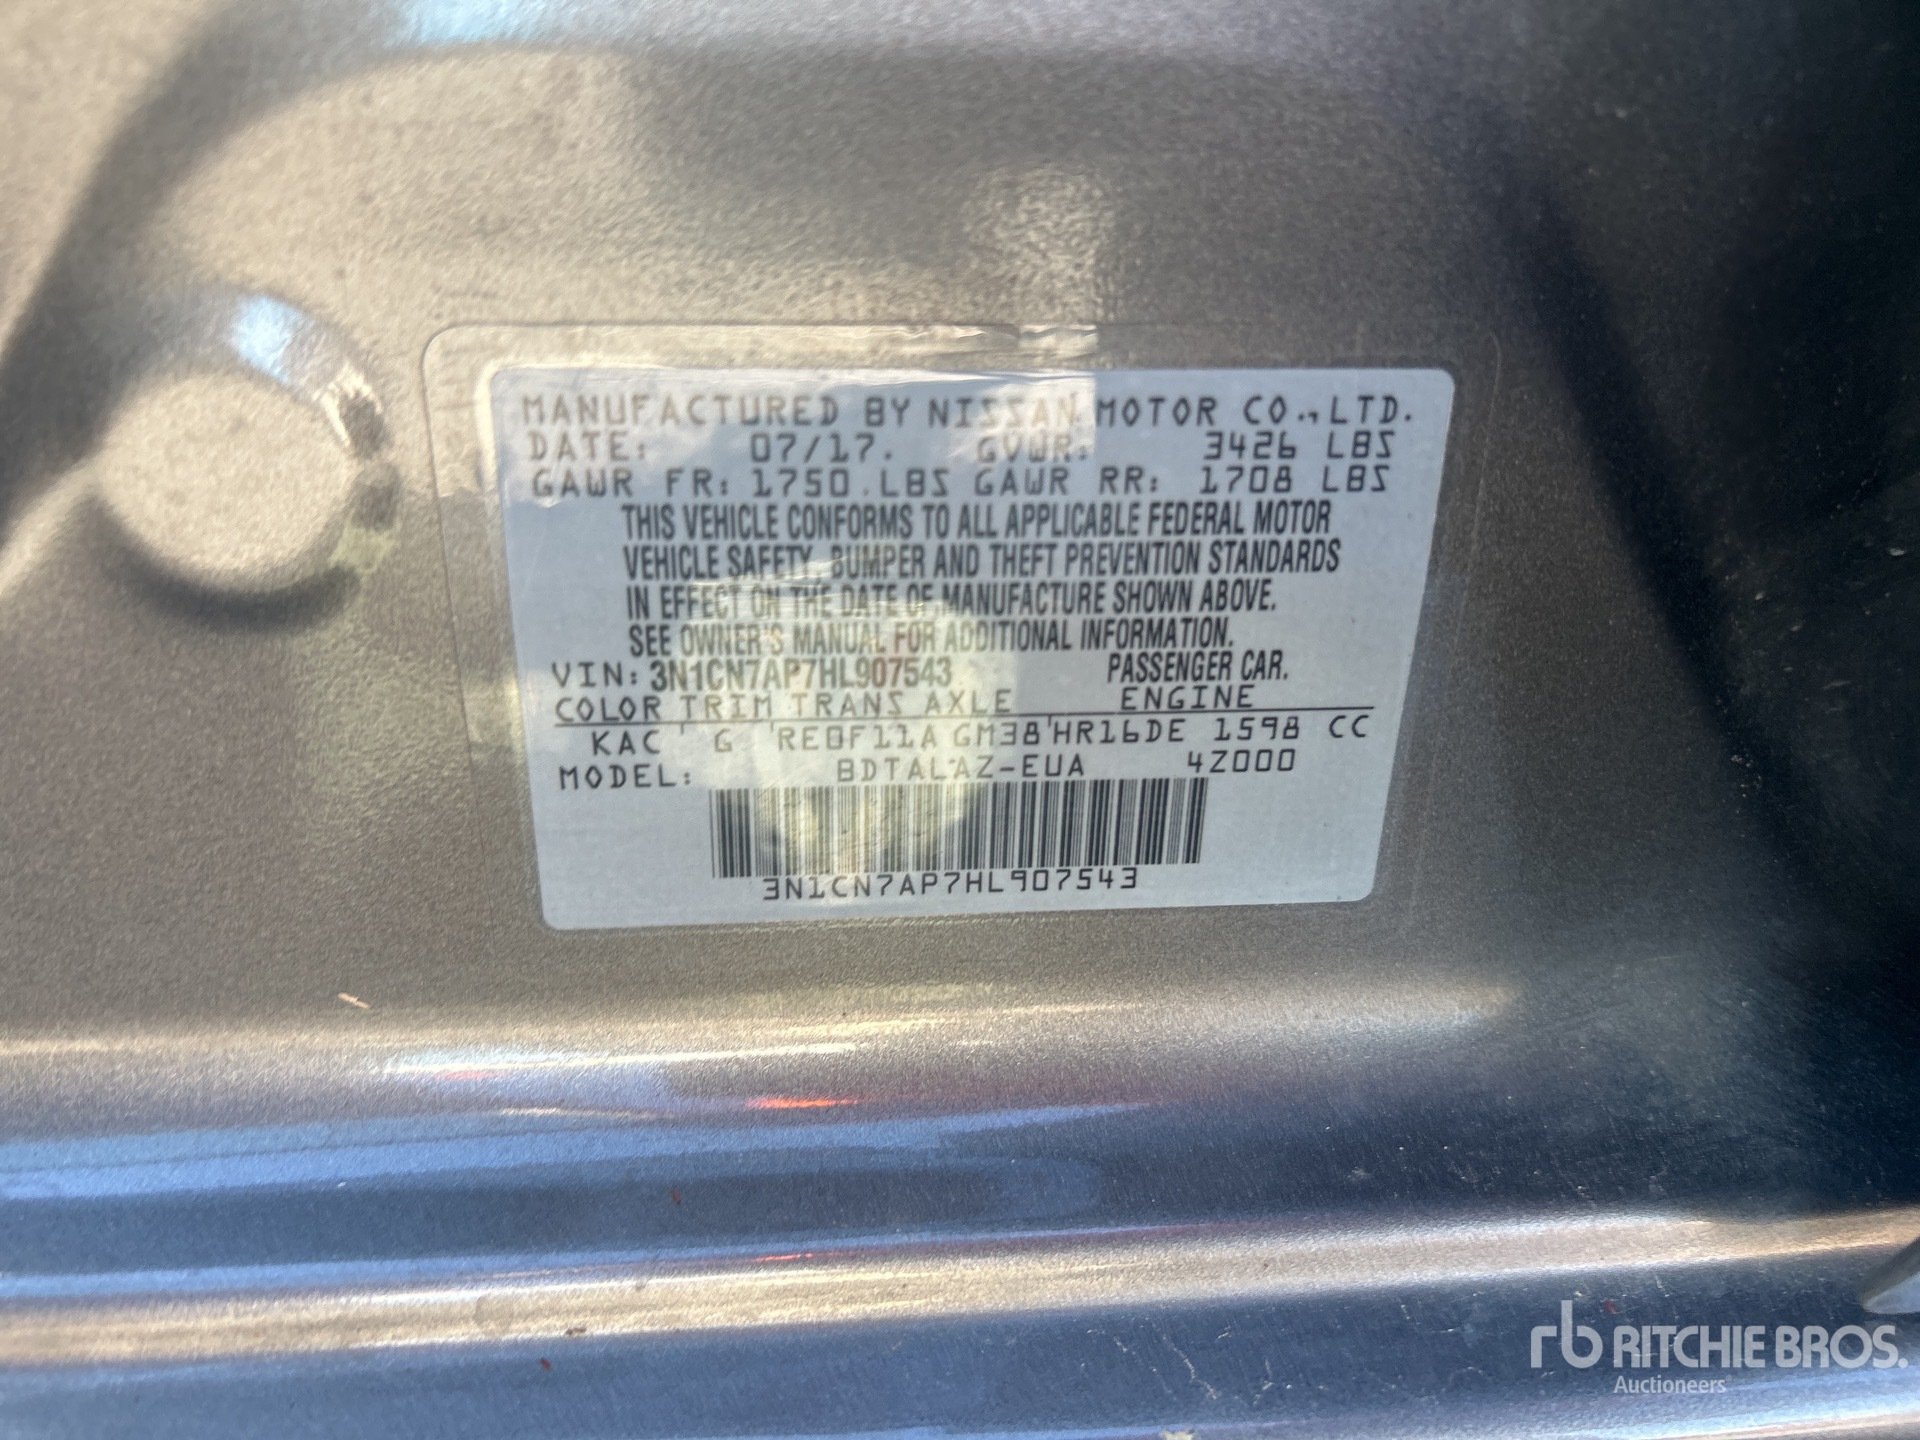 MANUFACTURED BY NISSAN MOTOR CO., LTD.
DATE: 07/17. GVWR: 3426 LBS
GAWR FR: 1750 LBS GAWR RR: 1708 LBS
THIS VEHICLE CONFORMS TO ALL APPLICABLE FEDERAL MOTOR
VEHICLE SAFETY, BUMPER AND THEFT PREVENTION STANDARDS
IN EFFECT ON THE DATE OF MANUFACTURE SHOWN ABOVE.
SEE OWNER'S MANUAL FOR ADDITIONAL INFORMATION.
VIN: 3N1CN7AP7HL907543 PASSENGER CAR.
COLOR TRIM TRANS AXLE ENGINE
KAC G RE0F11A GM38 HR16DE 1598 CC
MODEL: BDTALAZ-EUA 4Z000
3N1CN7AP7HL907543
rb RITCHIE BROS.
Auctioneers